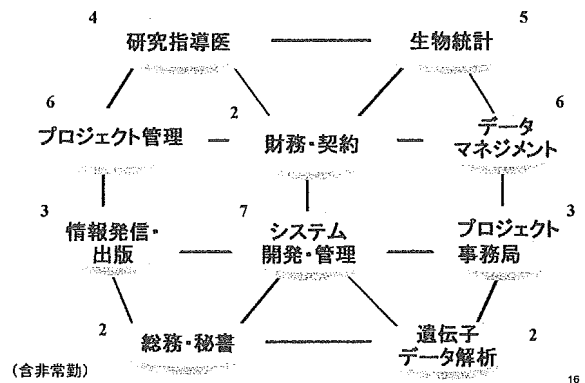 4
研究指導医
5
生物統計
6
プロジェクト管理
2
財務・契約
6
データ
マネジメント
3
情報発信・
出版
7
システム
開発・管理
3
プロジェクト
事務局
2
総務・秘書
遺伝子
データ解析
2
(含非常勤)
16